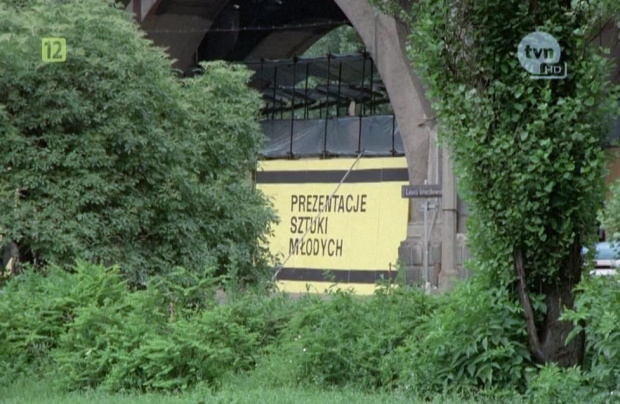 12
tvn
HD
PREZENTACJE
SZTUKI
MŁODYCH